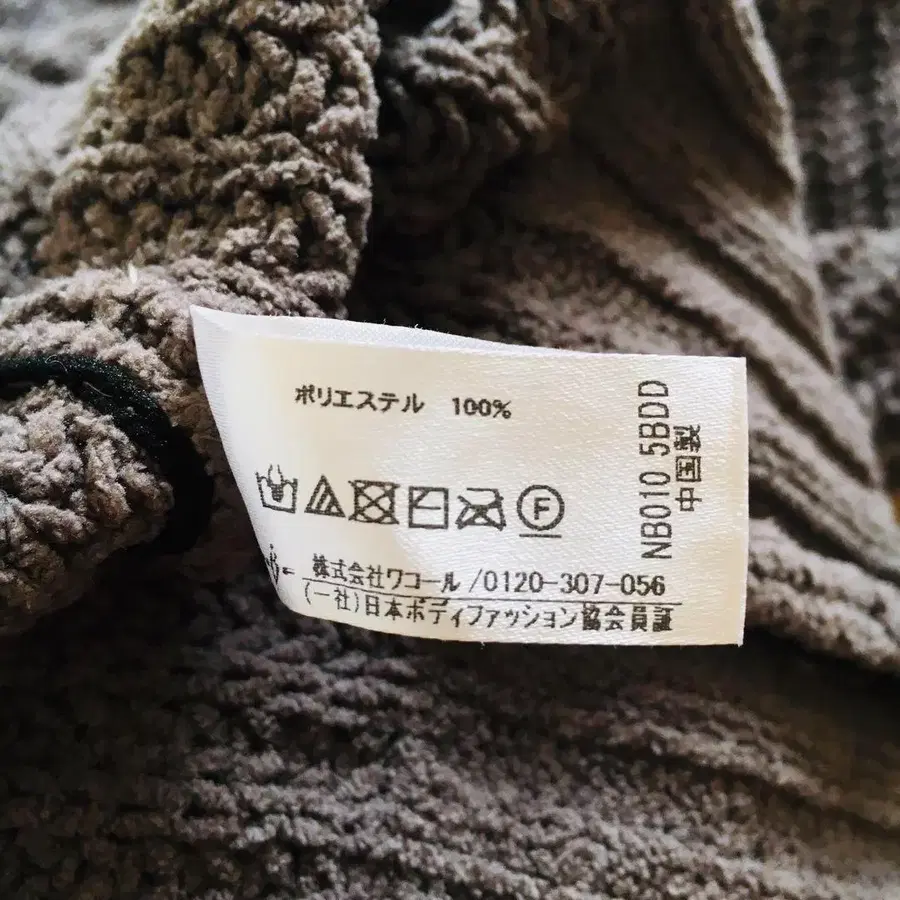 ポリエステル 100%
F
株式会社ワコール/0120-307-056
(一社)日本ボディファッション協会員証
NB010 5BDD
中国製